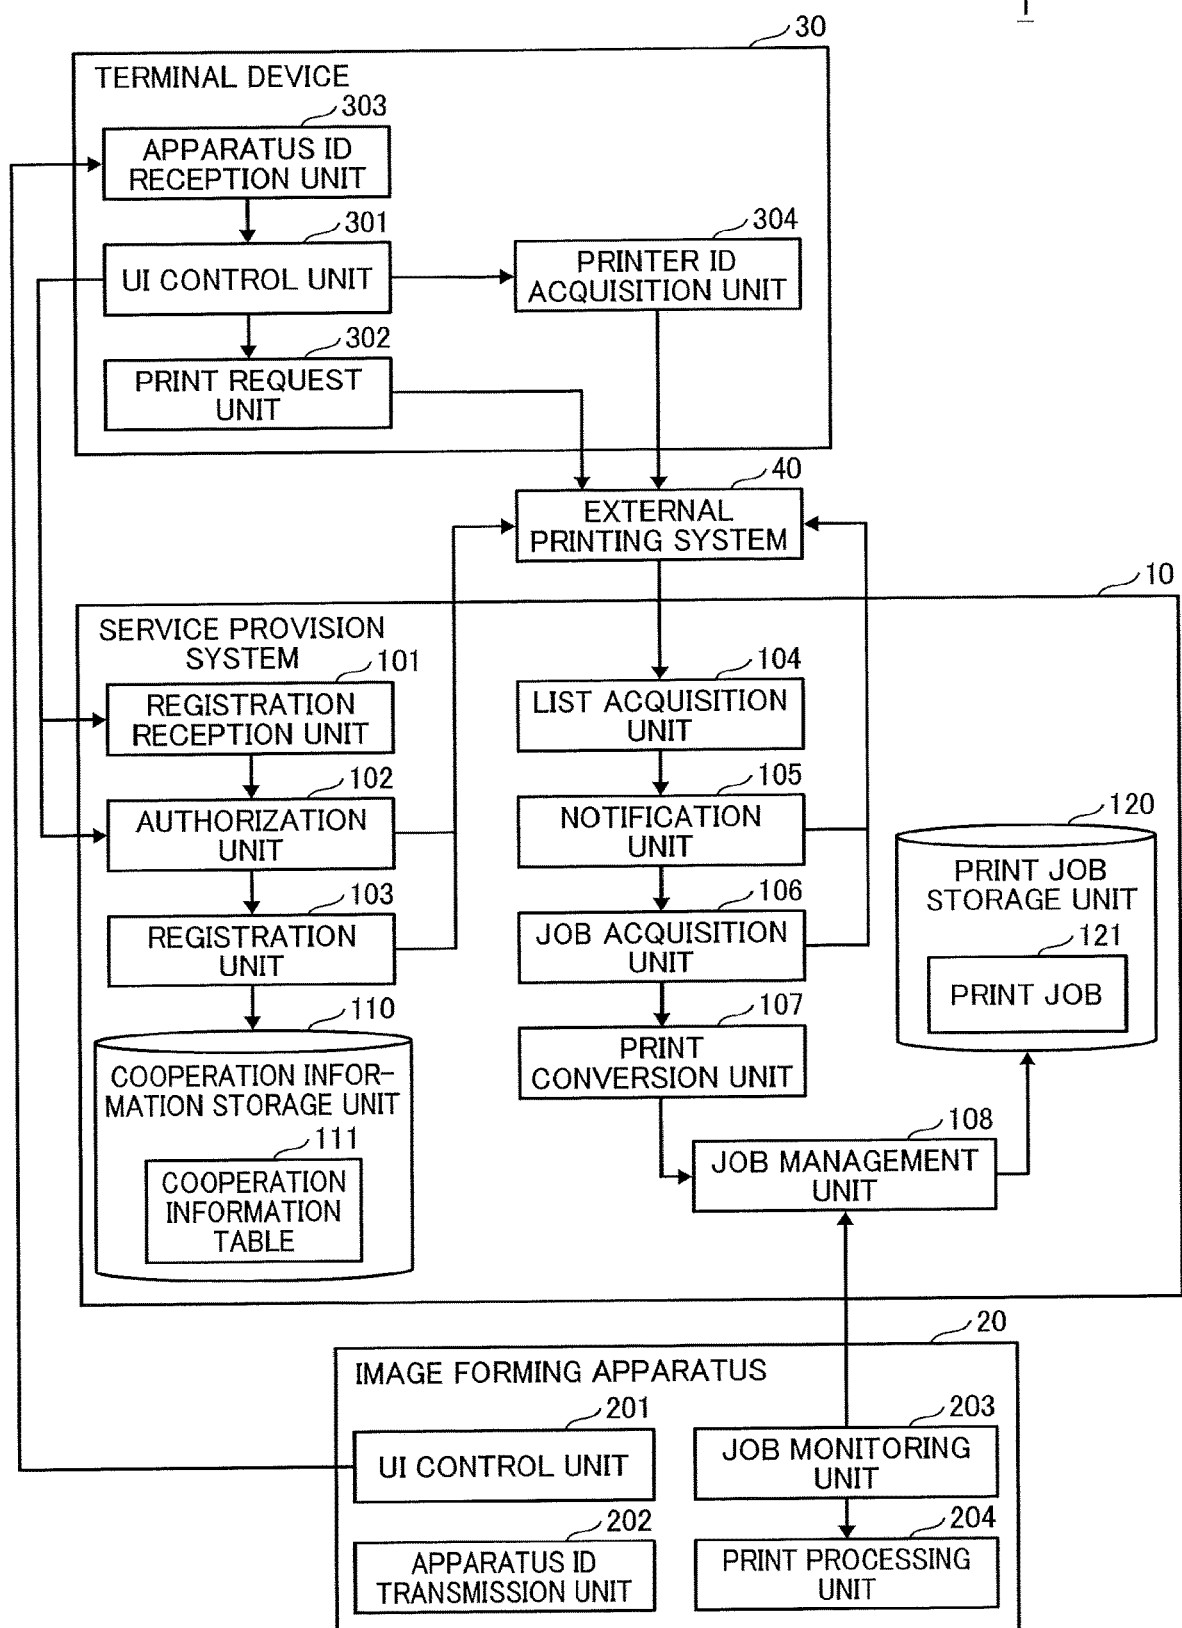 1
30
TERMINAL DEVICE
303
APPARATUS ID
RECEPTION UNIT
301
UI CONTROL UNIT
304
PRINTER ID
ACQUISITION UNIT
302
PRINT REQUEST
UNIT
40
EXTERNAL
PRINTING SYSTEM
10
SERVICE PROVISION
SYSTEM
101
REGISTRATION
RECEPTION UNIT
102
AUTHORIZATION
UNIT
103
REGISTRATION
UNIT
110
COOPERATION INFOR-
MATION STORAGE UNIT
111
COOPERATION
INFORMATION
TABLE
104
LIST ACQUISITION
UNIT
105
NOTIFICATION
UNIT
106
JOB ACQUISITION
UNIT
107
PRINT
CONVERSION UNIT
108
JOB MANAGEMENT
UNIT
120
PRINT JOB
STORAGE UNIT
121
PRINT JOB
20
IMAGE FORMING APPARATUS
201
UI CONTROL UNIT
202
APPARATUS ID
TRANSMISSION UNIT
203
JOB MONITORING
UNIT
204
PRINT PROCESSING
UNIT